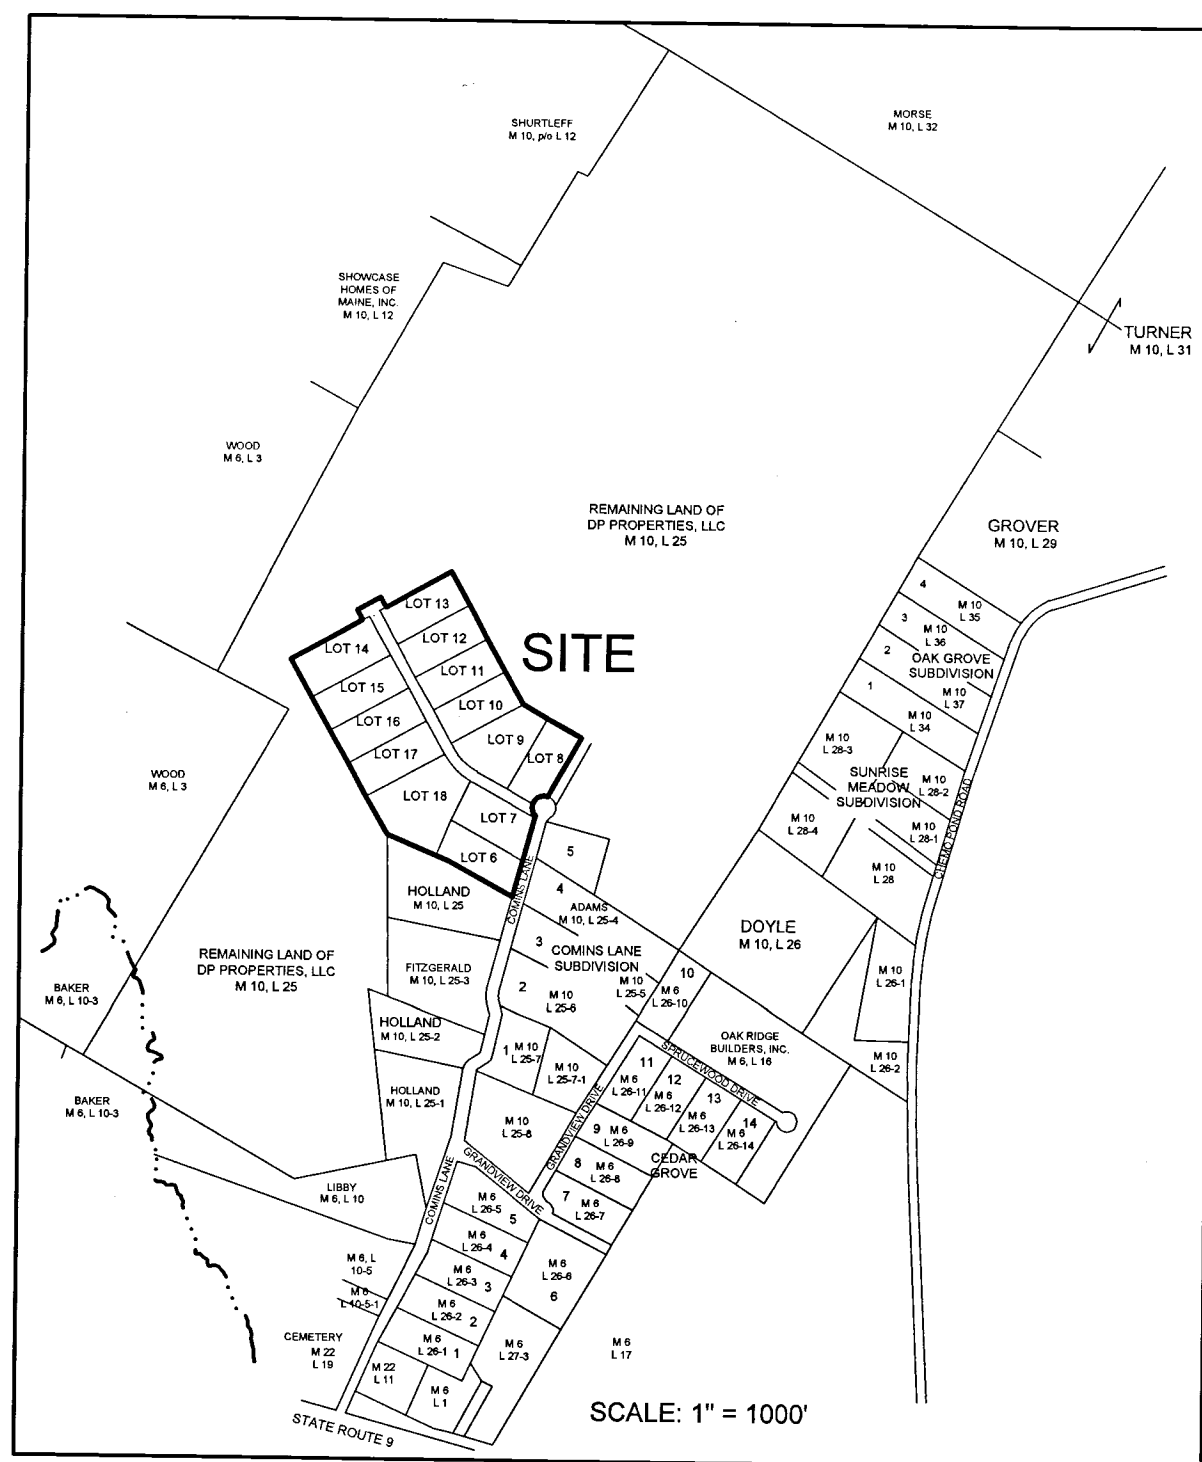 SHURTLEFF
M 10, p/o L 12
MORSE
M 10, L 32
SHOWCASE
HOMES OF
MAINE, INC.
M 10, L 12
TURNER
M 10, L 31
WOOD
M 6, L 3
REMAINING LAND OF
DP PROPERTIES, LLC
M 10, L 25
GROVER
M 10, L 29
SITE
LOT 13
LOT 12
LOT 11
LOT 10
LOT 9
LOT 8
LOT 14
LOT 15
LOT 16
LOT 17
LOT 18
LOT 7
LOT 6
4
M 10
L 35
3
M 10
L 36
2
OAK GROVE
SUBDIVISION
M 10
L 37
1
M 10
L 34
M 10
L 28-3
SUNRISE
MEADOW
SUBDIVISION
M 10
L 28-2
M 10
L 28-4
M 10
L 28-1
M 10
L 28
CHEMO POND ROAD
WOOD
M 6, L 3
5
4
ADAMS
M 10, L 25-4
COMINS LANE
HOLLAND
M 10, L 25
3
COMINS LANE
SUBDIVISION
DOYLE
M 10, L 26
REMAINING LAND OF
DP PROPERTIES, LLC
M 10, L 25
FITZGERALD
M 10, L 25-3
2
M 10
L 25-6
M 10
L 25-5
10
M 6
L 26-10
M 10
L 26-1
BAKER
M 6, L 10-3
HOLLAND
M 10, L 25-2
1
M 10
L 25-7
M 10
L 25-7-1
OAK RIDGE
BUILDERS, INC.
M 6, L 16
SPRUCEWOOD DRIVE
M 10
L 26-2
11
M 6
L 26-11
12
M 6
L 26-12
13
M 6
L 26-13
14
M 6
L 26-14
BAKER
M 6, L 10-3
HOLLAND
M 10, L 25-1
M 10
L 25-8
GRANDVIEW DRIVE
9
M 6
L 26-9
CEDAR
GROVE
8
M 6
L 26-8
7
M 6
L 26-7
GRANDVIEW DRIVE
LIBBY
M 6, L 10
COMINS LANE
M 6
L 26-5
5
M 6
L 26-4
4
M 6
L 26-3
3
M 6
L 26-2
2
M 6
L 26-1
1
M 6
L 26-6
6
M 6, L
10-5
M 6
L 10-5-1
CEMETERY
M 22
L 19
M 22
L 11
M 6
L 1
M 6
L 27-3
M 6
L 17
STATE ROUTE 9
SCALE: 1" = 1000'